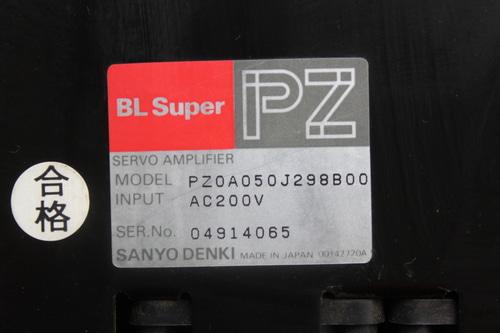 BL Super
PZ
SERVO AMPLIFIER
MODEL PZ0A050J298B00
INPUT AC200V
SER.No. 04914065
SANYO DENKI MADE IN JAPAN 00147720A
合格